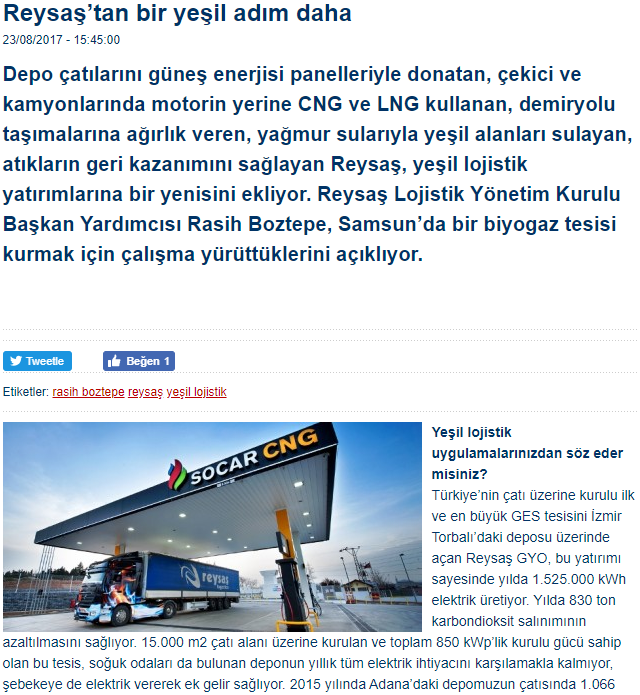 Reysaş’tan bir yeşil adım daha
23/08/2017 - 15:45:00
Depo çatılarını güneş enerjisi panelleriyle donatan, çekici ve
kamyonlarında motorin yerine CNG ve LNG kullanan, demiryolu
taşımalarına ağırlık veren, yağmur sularıyla yeşil alanları sulayan,
atıkların geri kazanımını sağlayan Reysaş, yeşil lojistik
yatırımlarına bir yenisini ekliyor. Reysaş Lojistik Yönetim Kurulu
Başkan Yardımcısı Rasih Boztepe, Samsun’da bir biyogaz tesisi
kurmak için çalışma yürüttüklerini açıklıyor.
Tweetle
Beğen 1
Etiketler: rasih boztepe reysaş yeşil lojistik
SOCAR CNG
reysaş
Yeşil lojistik
uygulamalarınızdan söz eder
misiniz?
Türkiye’nin çatı üzerine kurulu ilk
ve en büyük GES tesisini İzmir
Torbalı’daki deposu üzerinde
açan Reysaş GYO, bu yatırımı
sayesinde yılda 1.525.000 kWh
elektrik üretiyor. Yılda 830 ton
karbondioksit salınımının
azaltılmasını sağlıyor. 15.000 m2 çatı alanı üzerine kurulan ve toplam 850 kWp’lik kurulu gücü sahip
olan bu tesis, soğuk odaları da bulunan deponun yıllık tüm elektrik ihtiyacını karşılamakla kalmıyor,
şebekeye de elektrik vererek ek gelir sağlıyor. 2015 yılında Adana’daki depomuzun çatısında 1.066